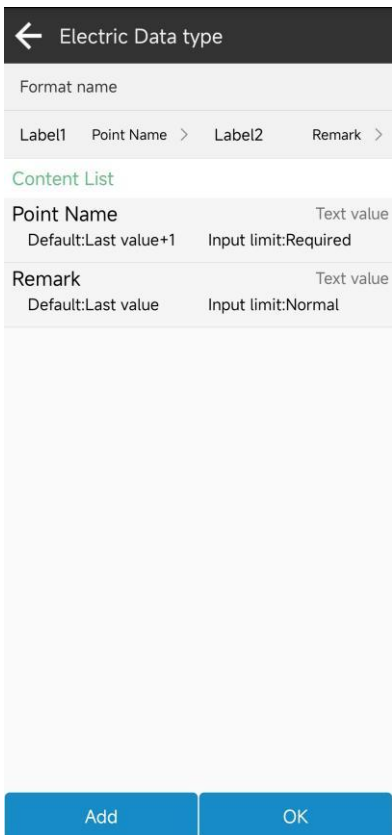 Electric Data type
Format name
Label1 Point Name > Label2 Remark >
Content List
Point Name Text value
Default:Last value+1 Input limit:Required
Remark Text value
Default:Last value Input limit:Normal
Add OK